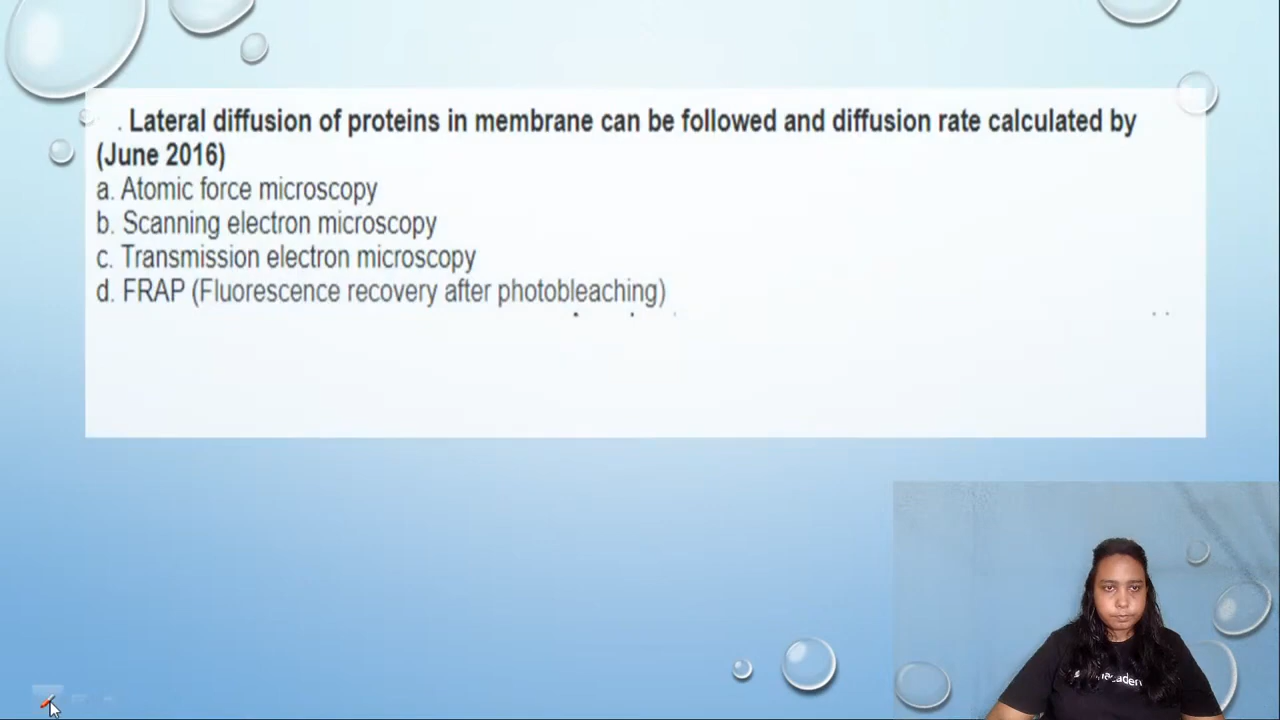 . Lateral diffusion of proteins in membrane can be followed and diffusion rate calculated by
(June 2016)
a. Atomic force microscopy
b. Scanning electron microscopy
c. Transmission electron microscopy
d. FRAP (Fluorescence recovery after photobleaching)